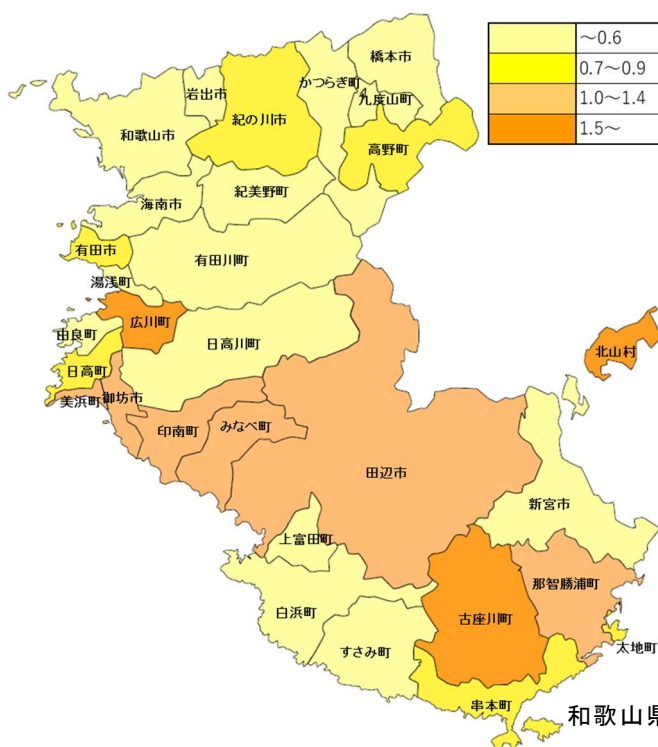 ～0.6
0.7～0.9
1.0～1.4
1.5～
橋本市
かつらぎ町
岩出市
九度山町
紀の川市
和歌山市
高野町
紀美野町
海南市
有田市
有田川町
湯浅町
広川町
由良町
日高川町
北山村
日高町
美浜町
御坊市
印南町
みなべ町
田辺市
新宮市
上富田町
那智勝浦町
白浜町
古座川町
太地町
すさみ町
串本町
和歌山県